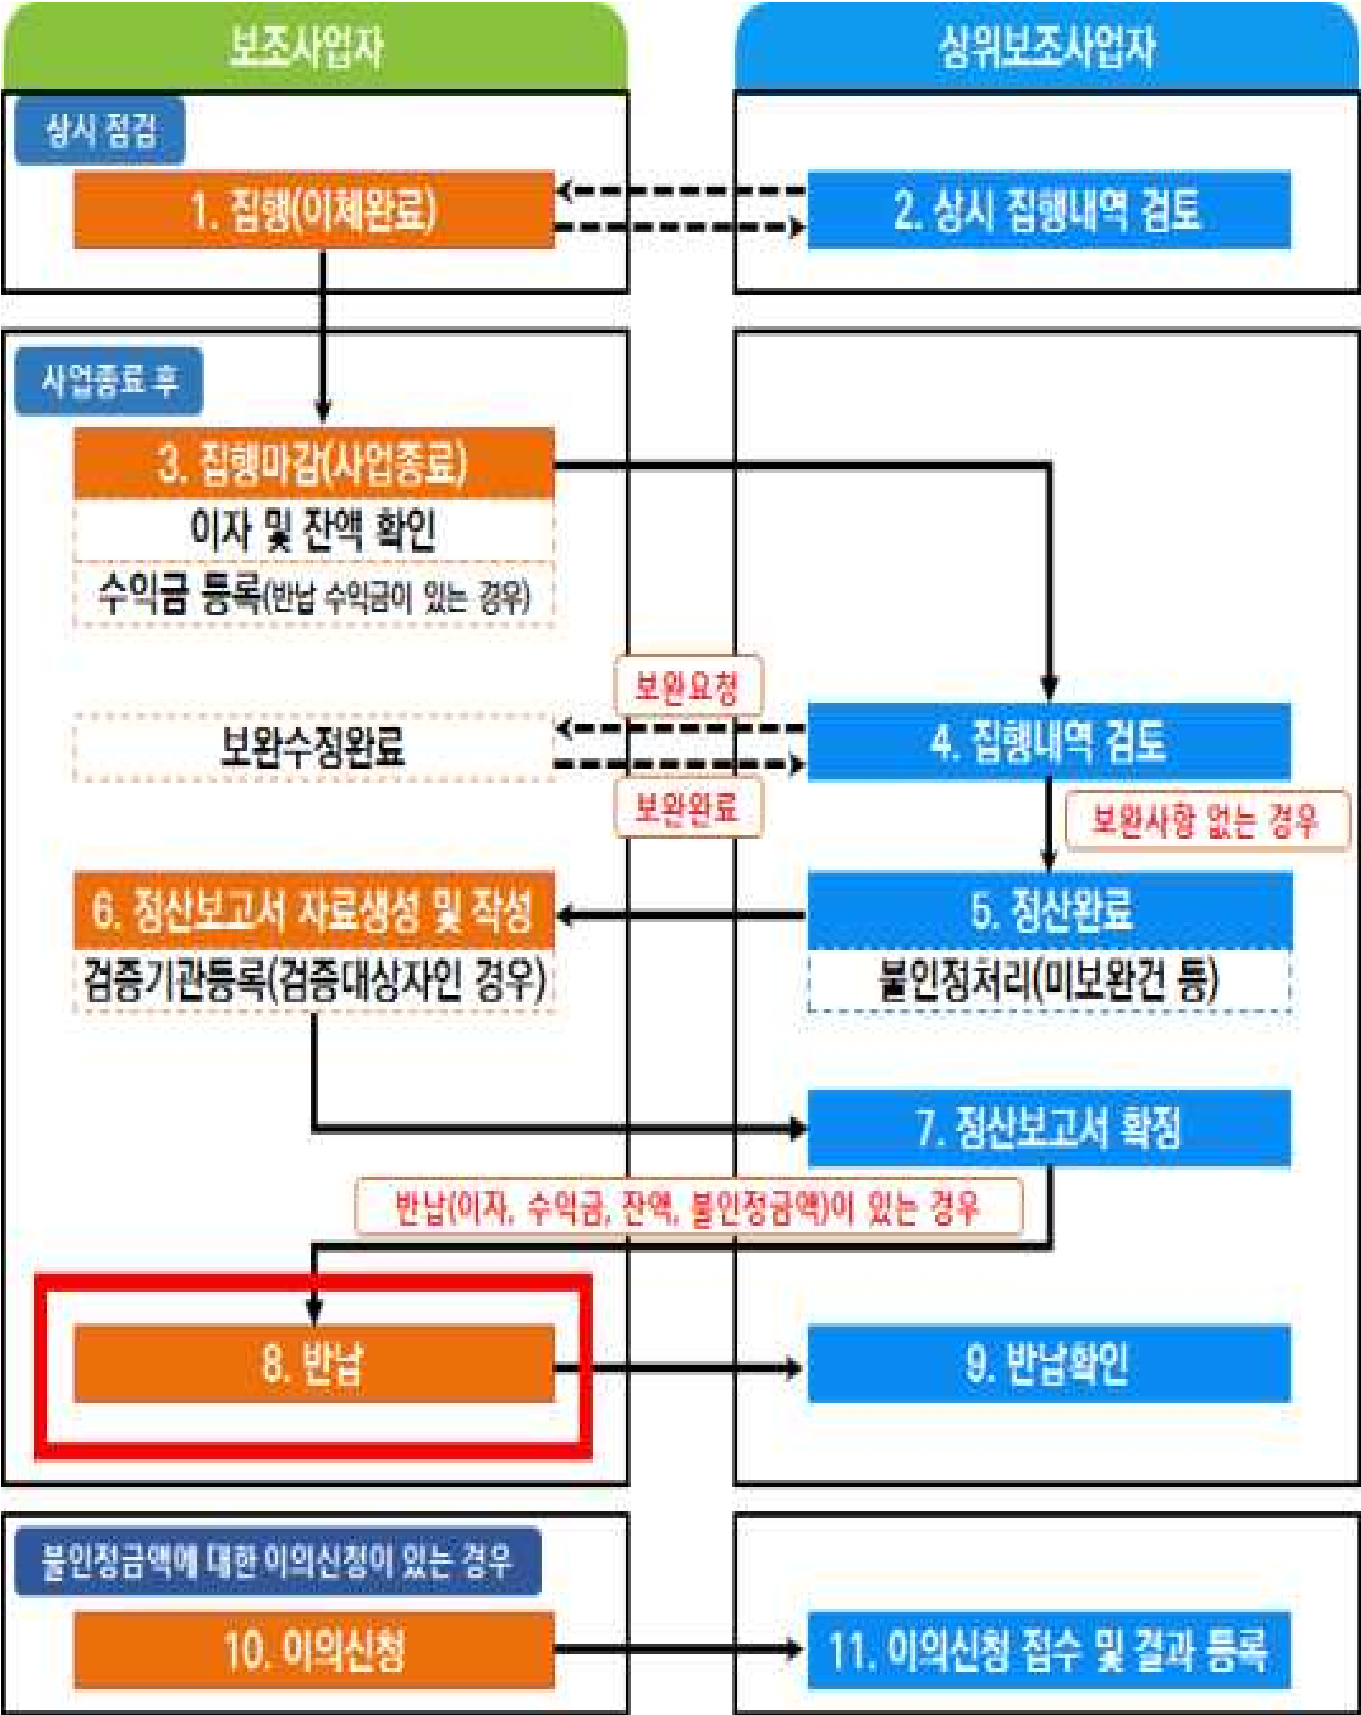 보조사업자
상위보조사업자
상시 점검
1. 집행(이체완료)
2. 상시 집행내역 검토
사업종료 후
3. 집행마감(사업종료)
이자 및 잔액 확인
수익금 등록(반납 수익금이 있는 경우)
보완요청
보완수정완료
4. 집행내역 검토
보완완료
보완사항 없는 경우
6. 정산보고서 자료생성 및 작성
5. 정산완료
검증기관등록(검증대상자인 경우)
불인정처리(미보완건 등)
7. 정산보고서 확정
반납(이자, 수익금, 잔액, 불인정금액)이 있는 경우
8. 반납
9. 반납확인
불인정금액에 대한 이의신청이 있는 경우
10. 이의신청
11. 이의신청 접수 및 결과 등록